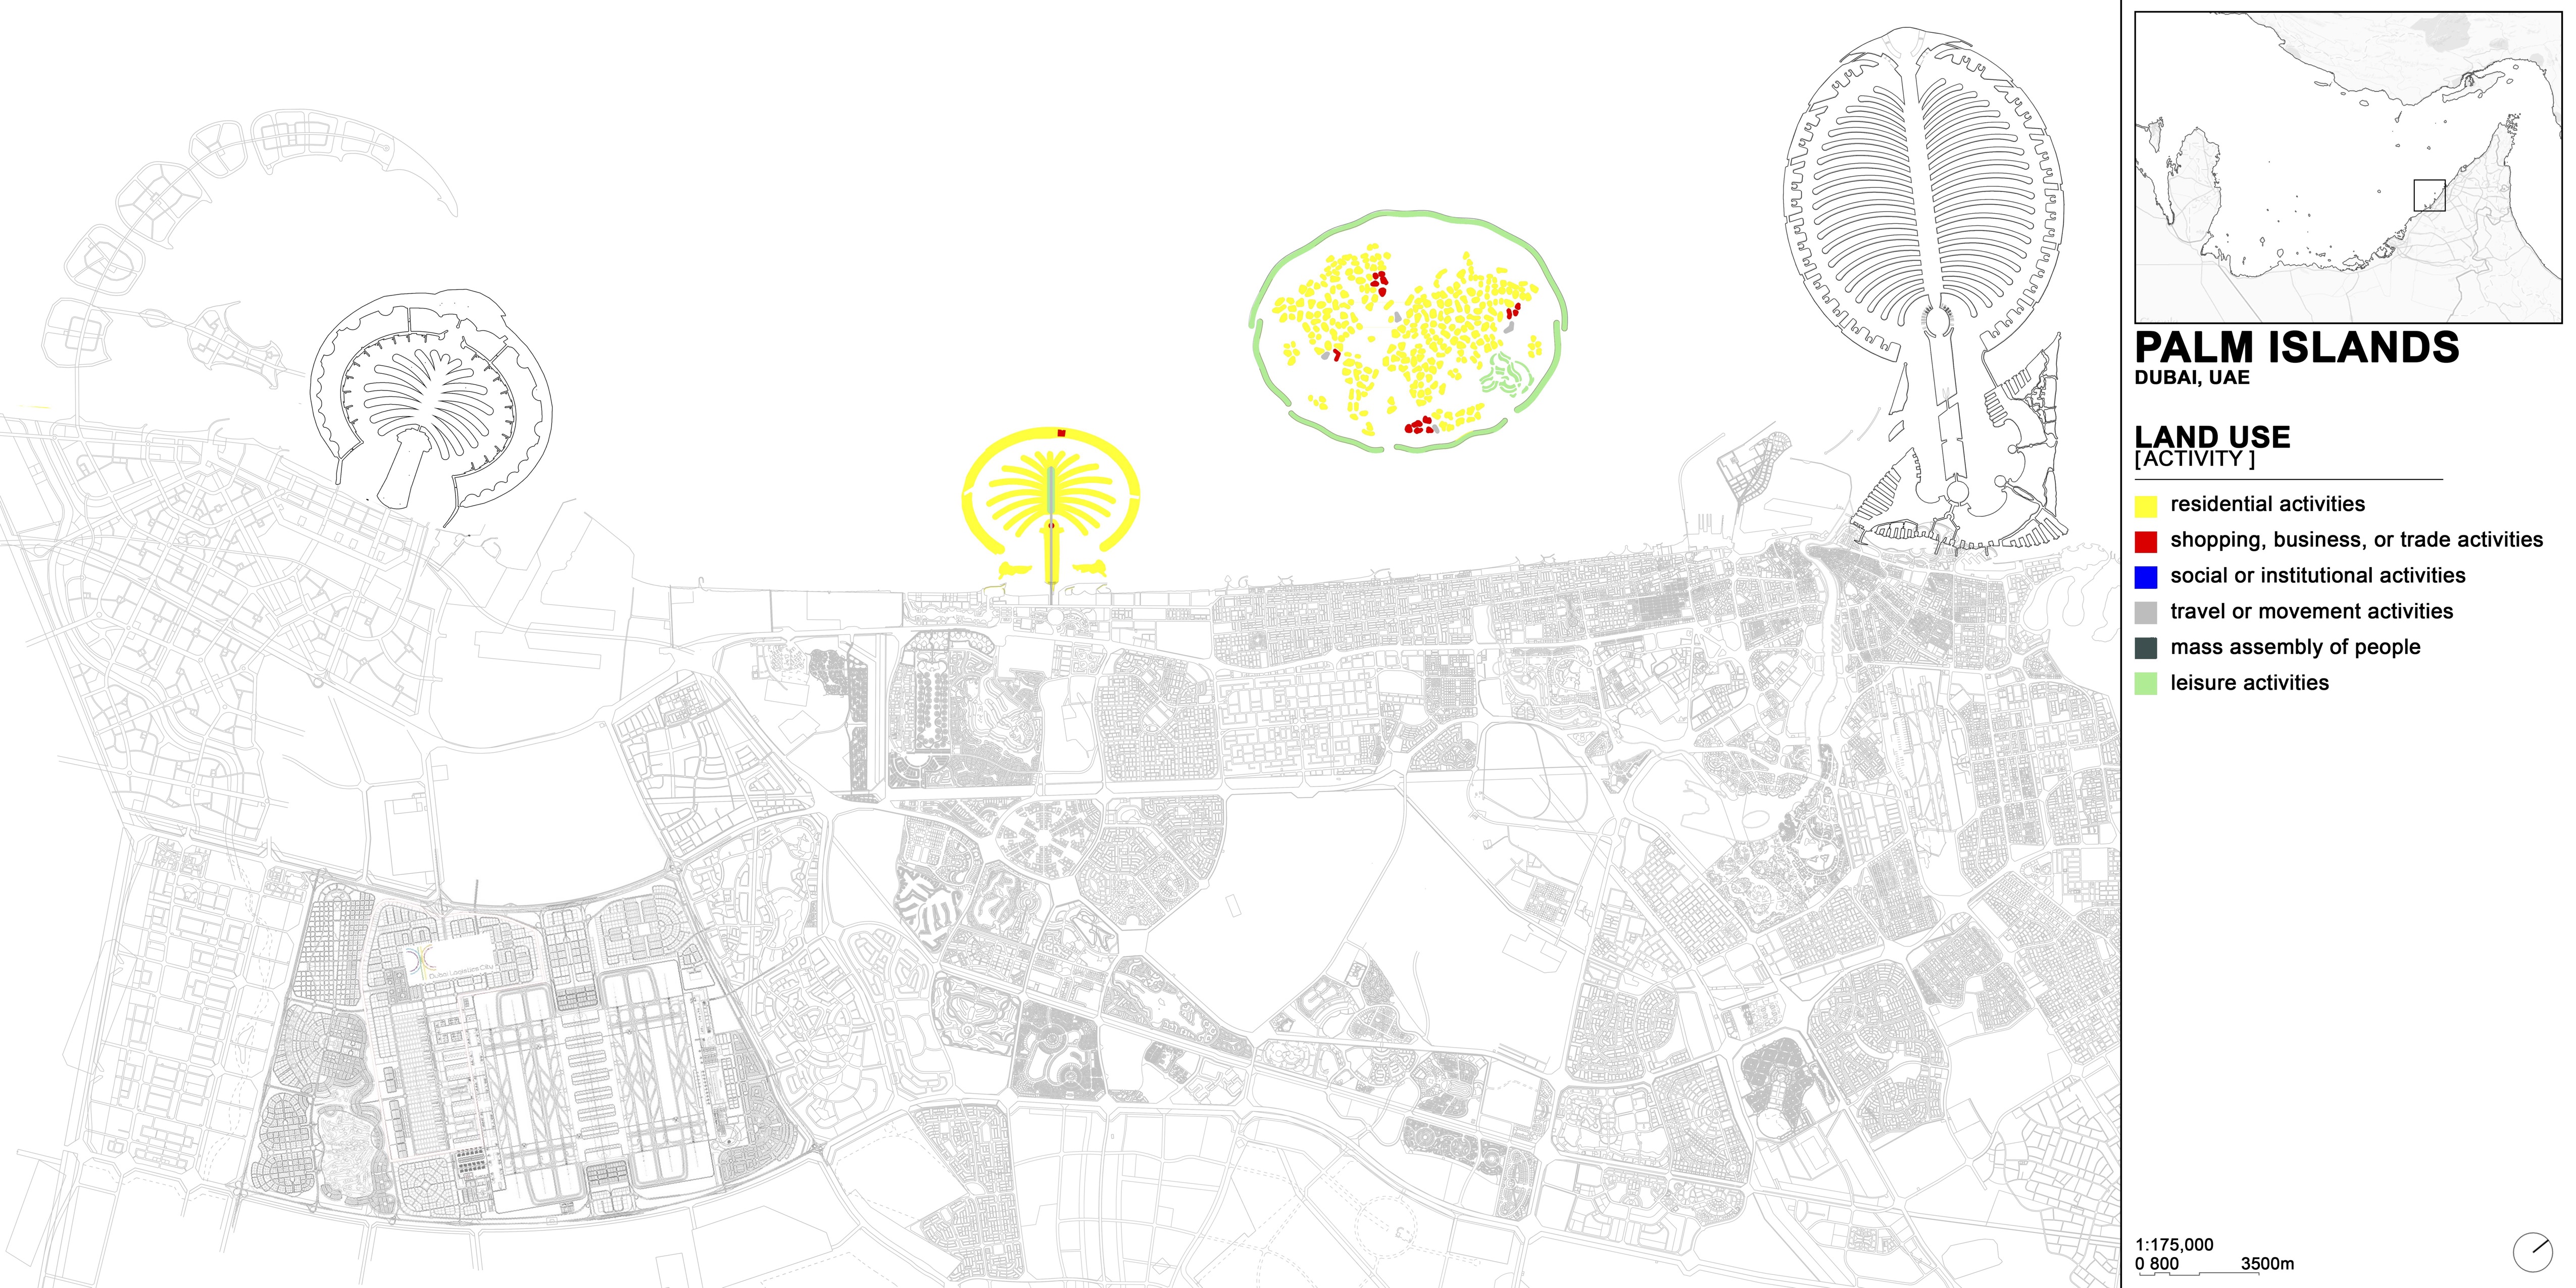 PALM ISLANDS
DUBAI, UAE
LAND USE
[ACTIVITY ]
residential activities
shopping, business, or trade activities
social or institutional activities
travel or movement activities
mass assembly of people
leisure activities
Dubai Logistics City
1:175,000
0 800 3500m